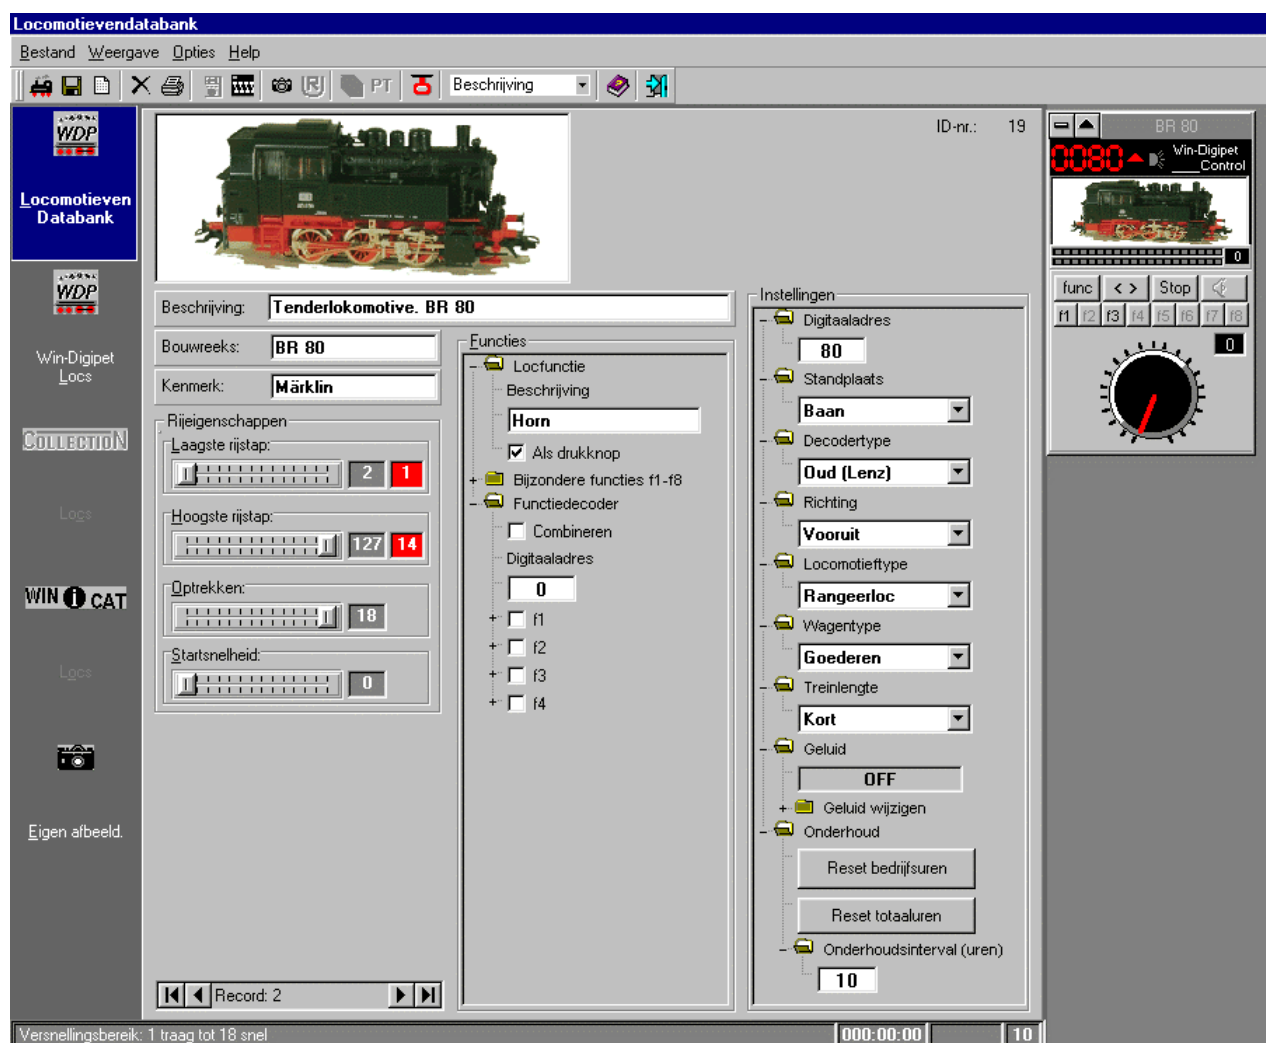 Locomotievendatabank
Bestand Weergave Opties Help
PT Beschrijving
WDP
Locomotieven
Databank
WDP
Win-Digipet
Locs
COLLECTION
Locs
WIN i CAT
Locs
Eigen afbeeld.
ID-nr.: 19
Beschrijving: Tenderlokomotive. BR 80
Bouwreeks: BR 80
Kenmerk: Märklin
Rijeigenschappen
Laagste rijstap:
2 1
Hoogste rijstap:
127 14
Optrekken:
18
Startsnelheid:
0
Record: 2
Functies
Locfunctie
Beschrijving
Horn
Als drukknop
Bijzondere functies f1-f8
Functiedecoder
Combineren
Digitaaladres
0
f1
f2
f3
f4
Instellingen
Digitaaladres
80
Standplaats
Baan
Decodertype
Oud (Lenz)
Richting
Vooruit
Locomotieftype
Rangeerloc
Wagentype
Goederen
Treinlengte
Kort
Geluid
OFF
Geluid wijzigen
Onderhoud
Reset bedrijfsuren
Reset totaaluren
Onderhoudsinterval (uren)
10
BR 80
0080 Win-Digipet
Control
0
func < > Stop
f1 f2 f3 f4 f5 f6 f7 f8
0
Versnellingsbereik: 1 traag tot 18 snel 000:00:00 10